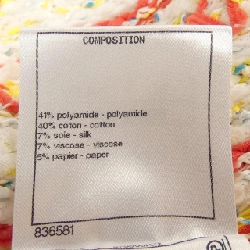 COMPOSITION
41% polyamide - polyamide
40% coton - cotton
7% soie - silk
7% viscose - viscose
5% papier - paper
836581